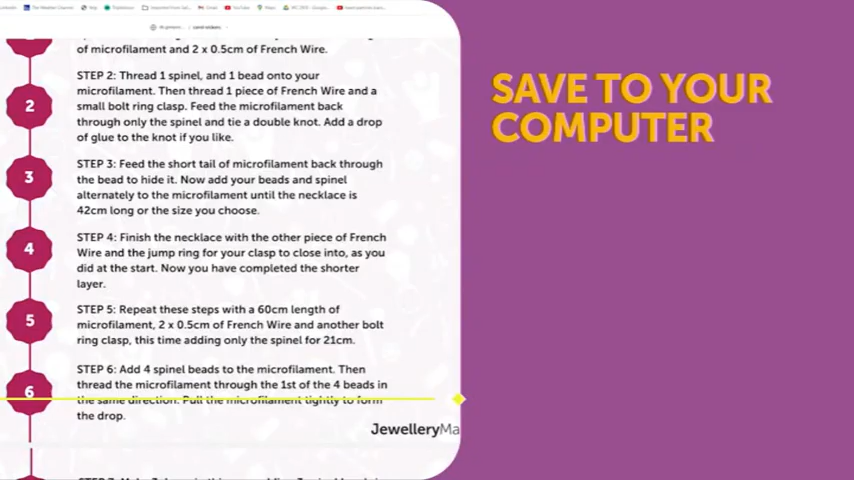 The Weather Channel
Gmail
YouTube
Maps
of microfilament and 2 x 0.5cm of French Wire.
2
STEP 2: Thread 1 spinel, and 1 bead onto your
microfilament. Then thread 1 piece of French Wire and a
small bolt ring clasp. Feed the microfilament back
through only the spinel and tie a double knot. Add a drop
of glue to the knot if you like.
3
STEP 3: Feed the short tail of microfilament back through
the bead to hide it. Now add your beads and spinel
alternately to the microfilament until the necklace is
42cm long or the size you choose.
4
STEP 4: Finish the necklace with the other piece of French
Wire and the jump ring for your clasp to close into, as you
did at the start. Now you have completed the shorter
layer.
5
STEP 5: Repeat these steps with a 60cm length of
microfilament, 2 x 0.5cm of French Wire and another bolt
ring clasp, this time adding only the spinel for 21cm.
6
STEP 6: Add 4 spinel beads to the microfilament. Then
thread the microfilament through the 1st of the 4 beads in
the same direction. Pull the microfilament tightly to form
the drop.
JewelleryMa
SAVE TO YOUR
COMPUTER